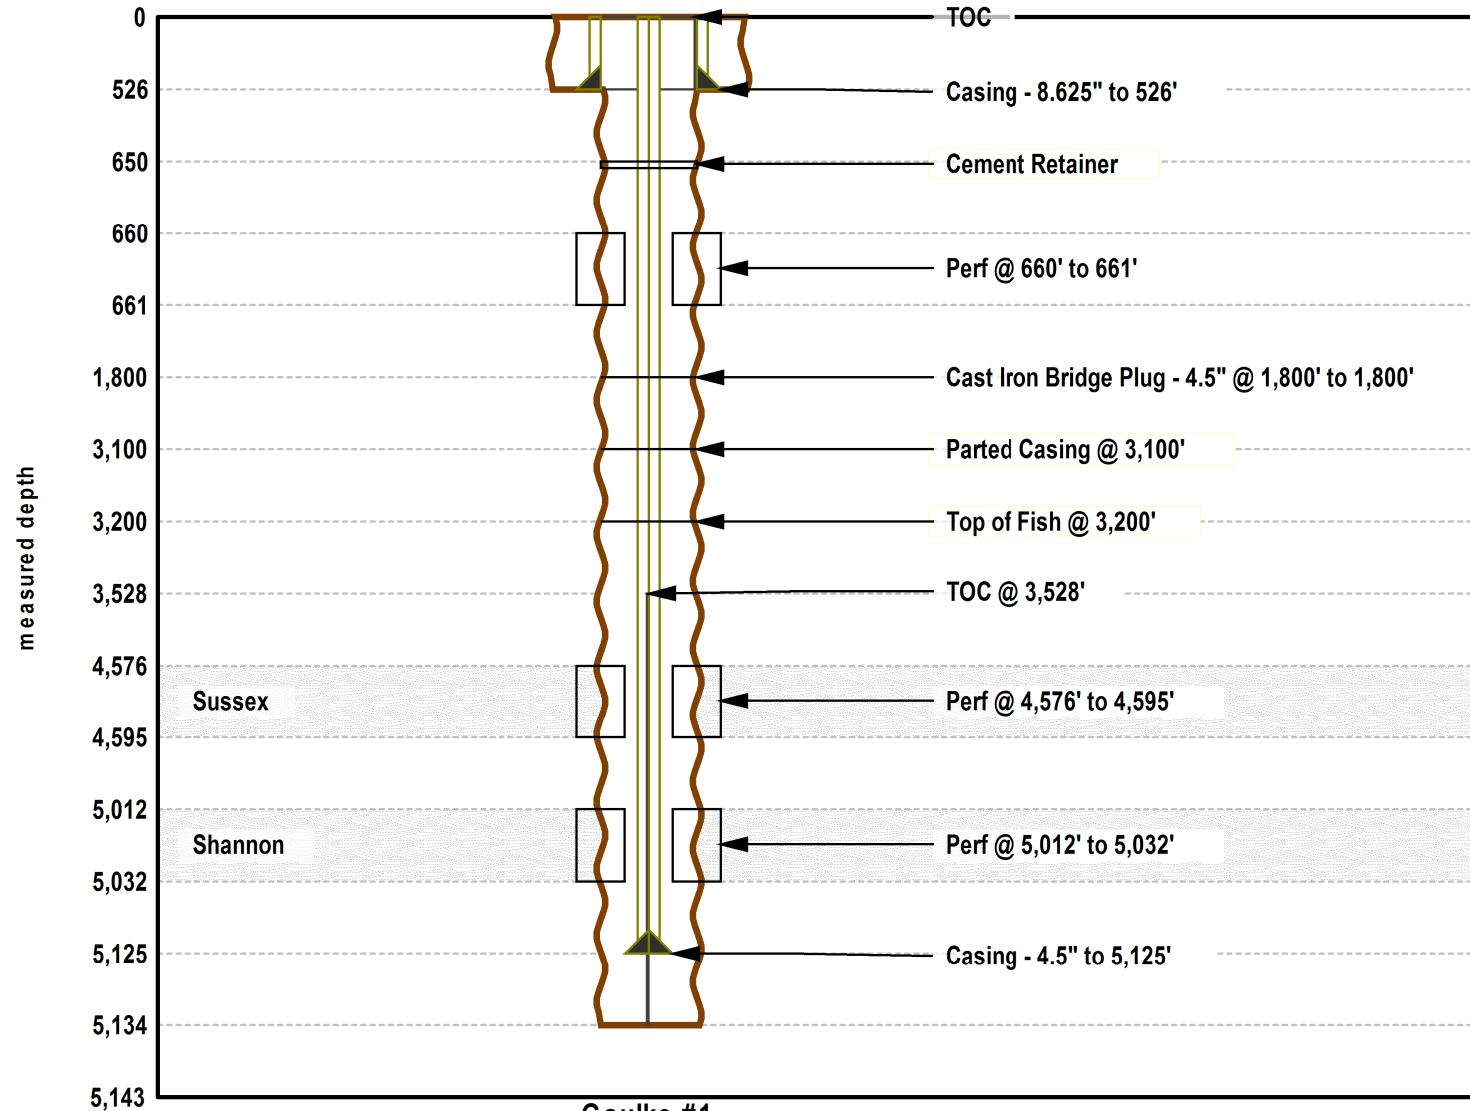 0
TOC
526
Casing - 8.625" to 526'
650
Cement Retainer
660
Perf @ 660' to 661'
661
1,800
Cast Iron Bridge Plug - 4.5" @ 1,800' to 1,800'
3,100
Parted Casing @ 3,100'
measured depth
3,200
Top of Fish @ 3,200'
3,528
TOC @ 3,528'
4,576
Sussex
Perf @ 4,576' to 4,595'
4,595
5,012
Shannon
Perf @ 5,012' to 5,032'
5,032
5,125
Casing - 4.5" to 5,125'
5,134
5,143
#1